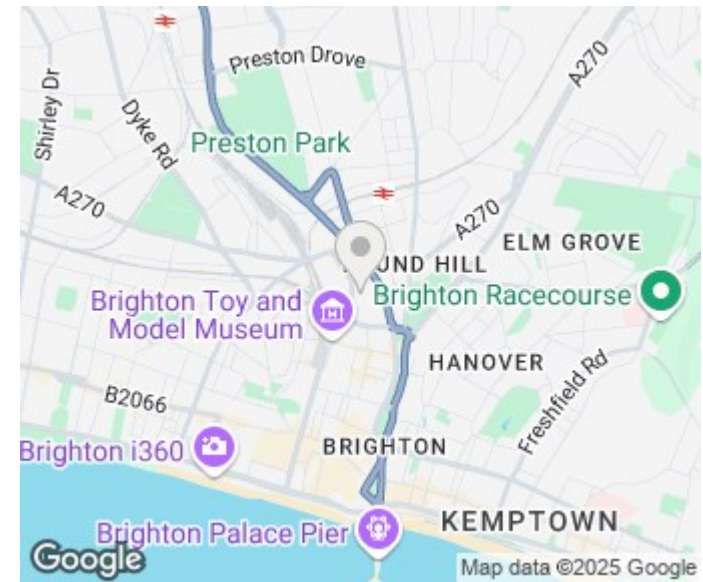 Preston Drove
A270
Shirley Dr
Dyke Rd
Preston Park
A270
A270
ELM GROVE
UND HILL
Brighton Toy and
Model Museum
Brighton Racecourse
HANOVER
Freshfield Rd
B2066
BRIGHTON
Brighton i360
KEMPTOWN
Brighton Palace Pier
Google
Map data ©2025 Google